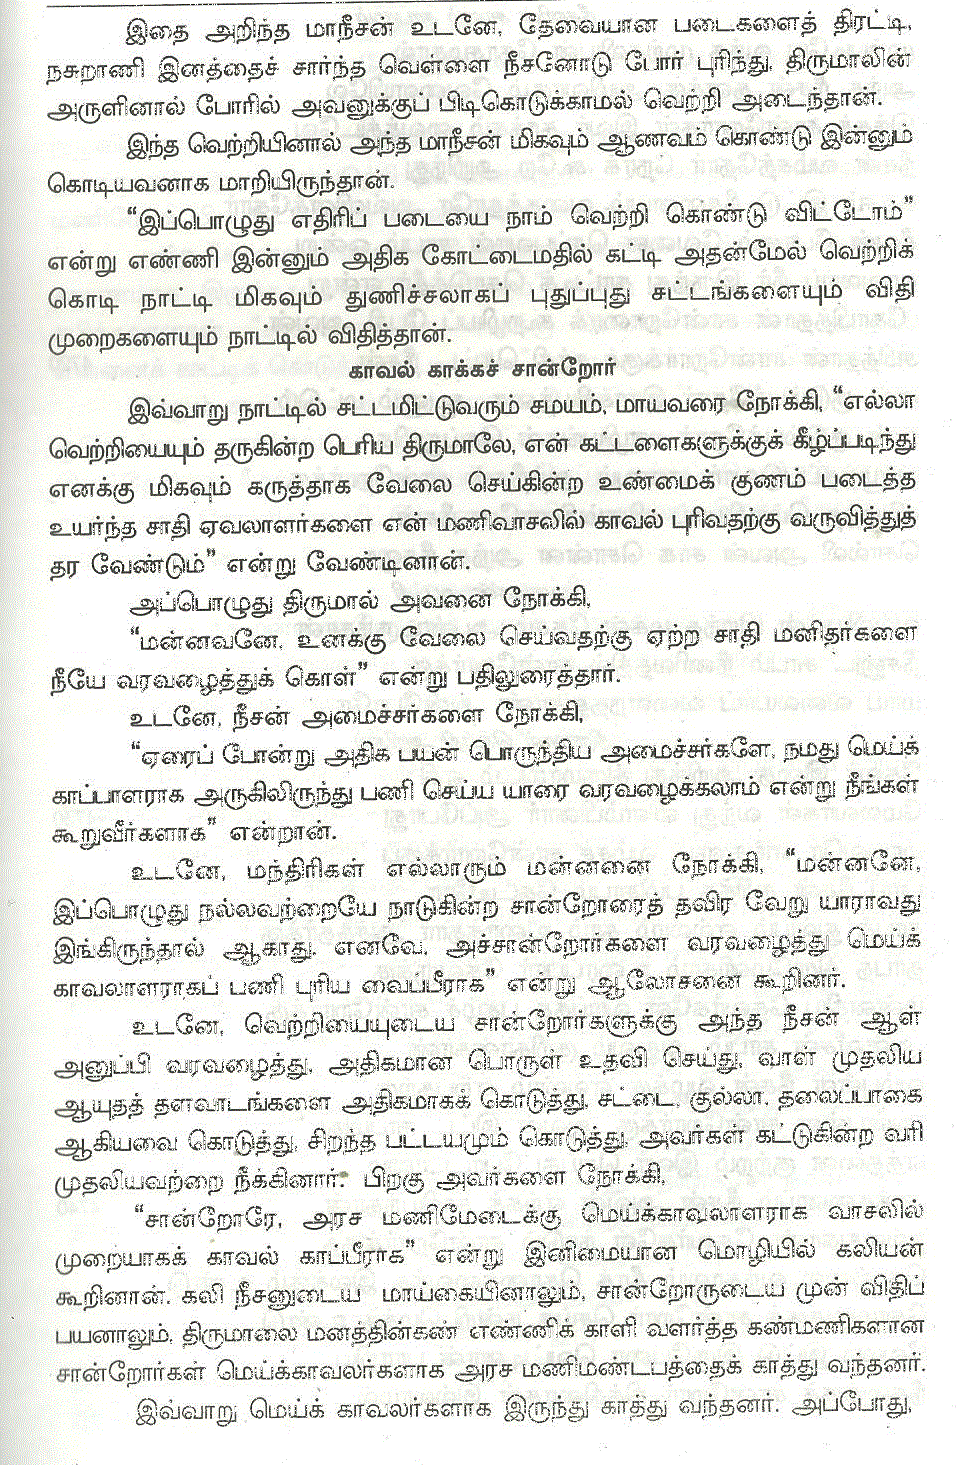 இதை அறிந்த மாநீசன் உடனே, தேவையான படைகளைத் திரட்டி,
நசறாணி இனத்தைச் சார்ந்த வெள்ளை நீசனோடு போர் புரிந்து, திருமாலின்
அருளினால் போரில் அவனுக்குப் பிடிகொடுக்காமல் வெற்றி அடைந்தான்.
இந்த வெற்றியினால் அந்த மாநீசன் மிகவும் ஆணவம் கொண்டு இன்னும்
கொடியவனாக மாறியிருந்தான்.
“இப்பொழுது எதிரிப் படையை நாம் வெற்றி கொண்டு விட்டோம்”
என்று எண்ணி இன்னும் அதிக கோட்டைமதில் கட்டி அதன்மேல் வெற்றிக்
கொடி நாட்டி மிகவும் துணிச்சலாகப் புதுப்புது சட்டங்களையும் விதி
முறைகளையும் நாட்டில் விதித்தான்.
காவல் காக்கச் சான்றோர்
இவ்வாறு நாட்டில் சட்டமிட்டுவரும் சமயம், மாயவரை நோக்கி, “எல்லா
வெற்றியையும் தருகின்ற பெரிய திருமாலே, என் கட்டளைகளுக்குக் கீழ்ப்படிந்து
எனக்கு மிகவும் கருத்தாக வேலை செய்கின்ற உண்மைக் குணம் படைத்த
உயர்ந்த சாதி ஏவலாளர்களை என் மணிவாசலில் காவல் புரிவதற்கு வருவித்துத்
தர வேண்டும்” என்று வேண்டினான்.
அப்பொழுது திருமால் அவனை நோக்கி,
“மன்னவனே, உனக்கு வேலை செய்வதற்கு ஏற்ற சாதி மனிதர்களை
நீயே வரவழைத்துக் கொள்” என்று பதிலுரைத்தார்.
உடனே, நீசன் அமைச்சர்களை நோக்கி,
“ஏரைப் போன்று அதிக பயன் பொருந்திய அமைச்சர்களே, நமது மெய்க்
காப்பாளராக அருகிலிருந்து பணி செய்ய யாரை வரவழைக்கலாம் என்று நீங்கள்
கூறுவீர்களாக” என்றான்.
உடனே, மந்திரிகள் எல்லாரும் மன்னனை நோக்கி, “மன்னனே,
இப்பொழுது நல்லவற்றையே நாடுகின்ற சான்றோரைத் தவிர வேறு யாராவது
இங்கிருந்தால் ஆகாது. எனவே, அச்சான்றோர்களை வரவழைத்து மெய்க்
காவலாளராகப் பணி புரிய வைப்பீராக” என்று ஆலோசனை கூறினர்.
உடனே, வெற்றியையுடைய சான்றோர்களுக்கு அந்த நீசன் ஆள்
அனுப்பி வரவழைத்து, அதிகமான பொருள் உதவி செய்து, வாள் முதலிய
ஆயுதத் தளவாடங்களை அதிகமாகக் கொடுத்து, சட்டை, குல்லா, தலைப்பாகை
ஆகியவை கொடுத்து, சிறந்த பட்டயமும் கொடுத்து, அவர்கள் கட்டுகின்ற வரி
முதலியவற்றை நீக்கினார். பிறகு அவர்களை நோக்கி,
“சான்றோரே, அரச மணிமேடைக்கு மெய்க்காவலாளராக வாசலில்
முறையாகக் காவல் காப்பீராக” என்று இனிமையான மொழியில் கலியன்
கூறினான். கலி நீசனுடைய மாய்கையினாலும், சான்றோருடைய முன் விதிப்
பயனாலும், திருமாலை மனத்தின்கண் எண்ணிக் காளி வளர்த்த கண்மணிகளான
சான்றோர்கள் மெய்க்காவலர்களாக அரச மணிமண்டபத்தைக் காத்து வந்தனர்.
இவ்வாறு மெய்க் காவலர்களாக இருந்து காத்து வந்தனர். அப்போது,